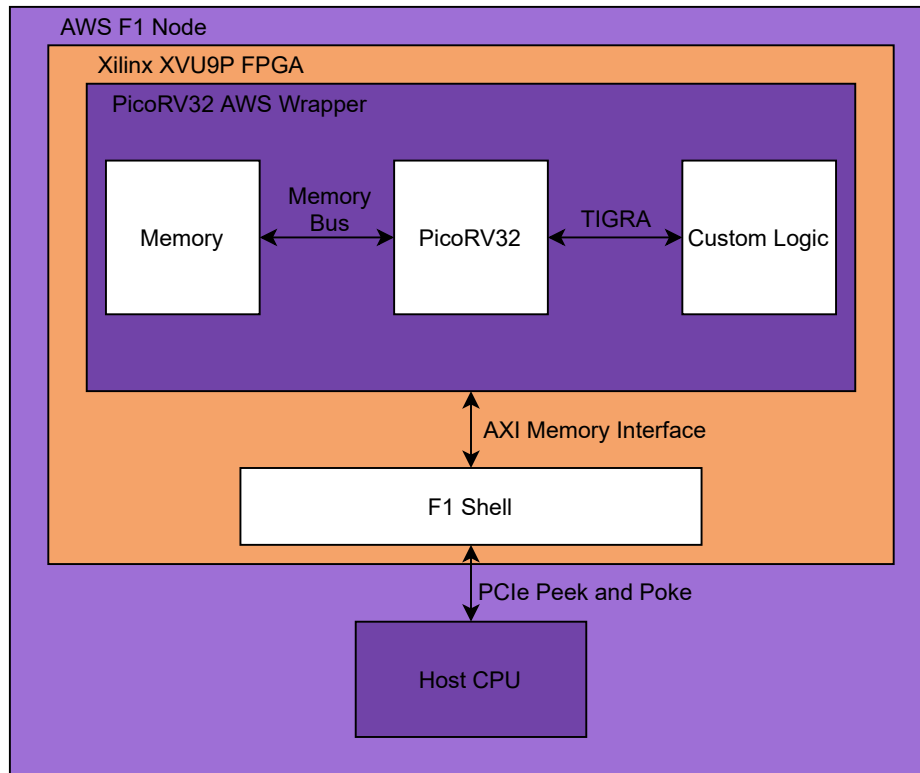 AWS F1 Node
Xilinx XVU9P FPGA
PicoRV32 AWS Wrapper
Memory
Memory
Bus
PicoRV32
TIGRA
Custom Logic
AXI Memory Interface
F1 Shell
PCIe Peek and Poke
Host CPU